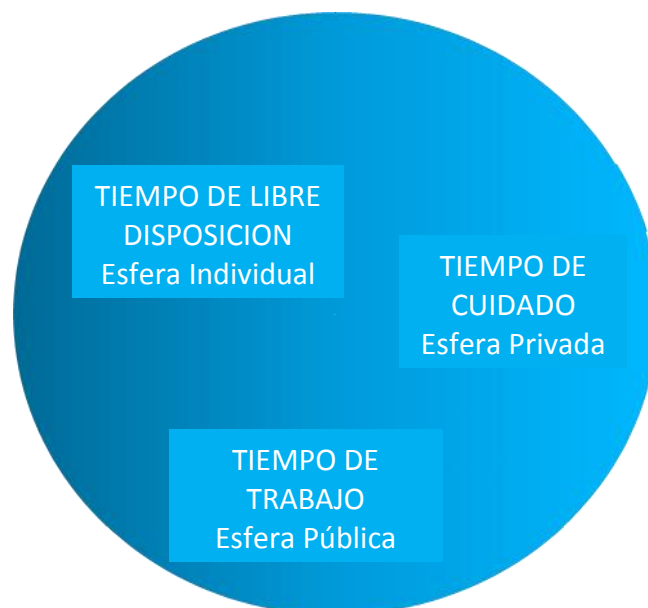 TIEMPO DE LIBRE
DISPOSICION
Esfera Individual
TIEMPO DE
CUIDADO
Esfera Privada
TIEMPO DE
TRABAJO
Esfera Pública